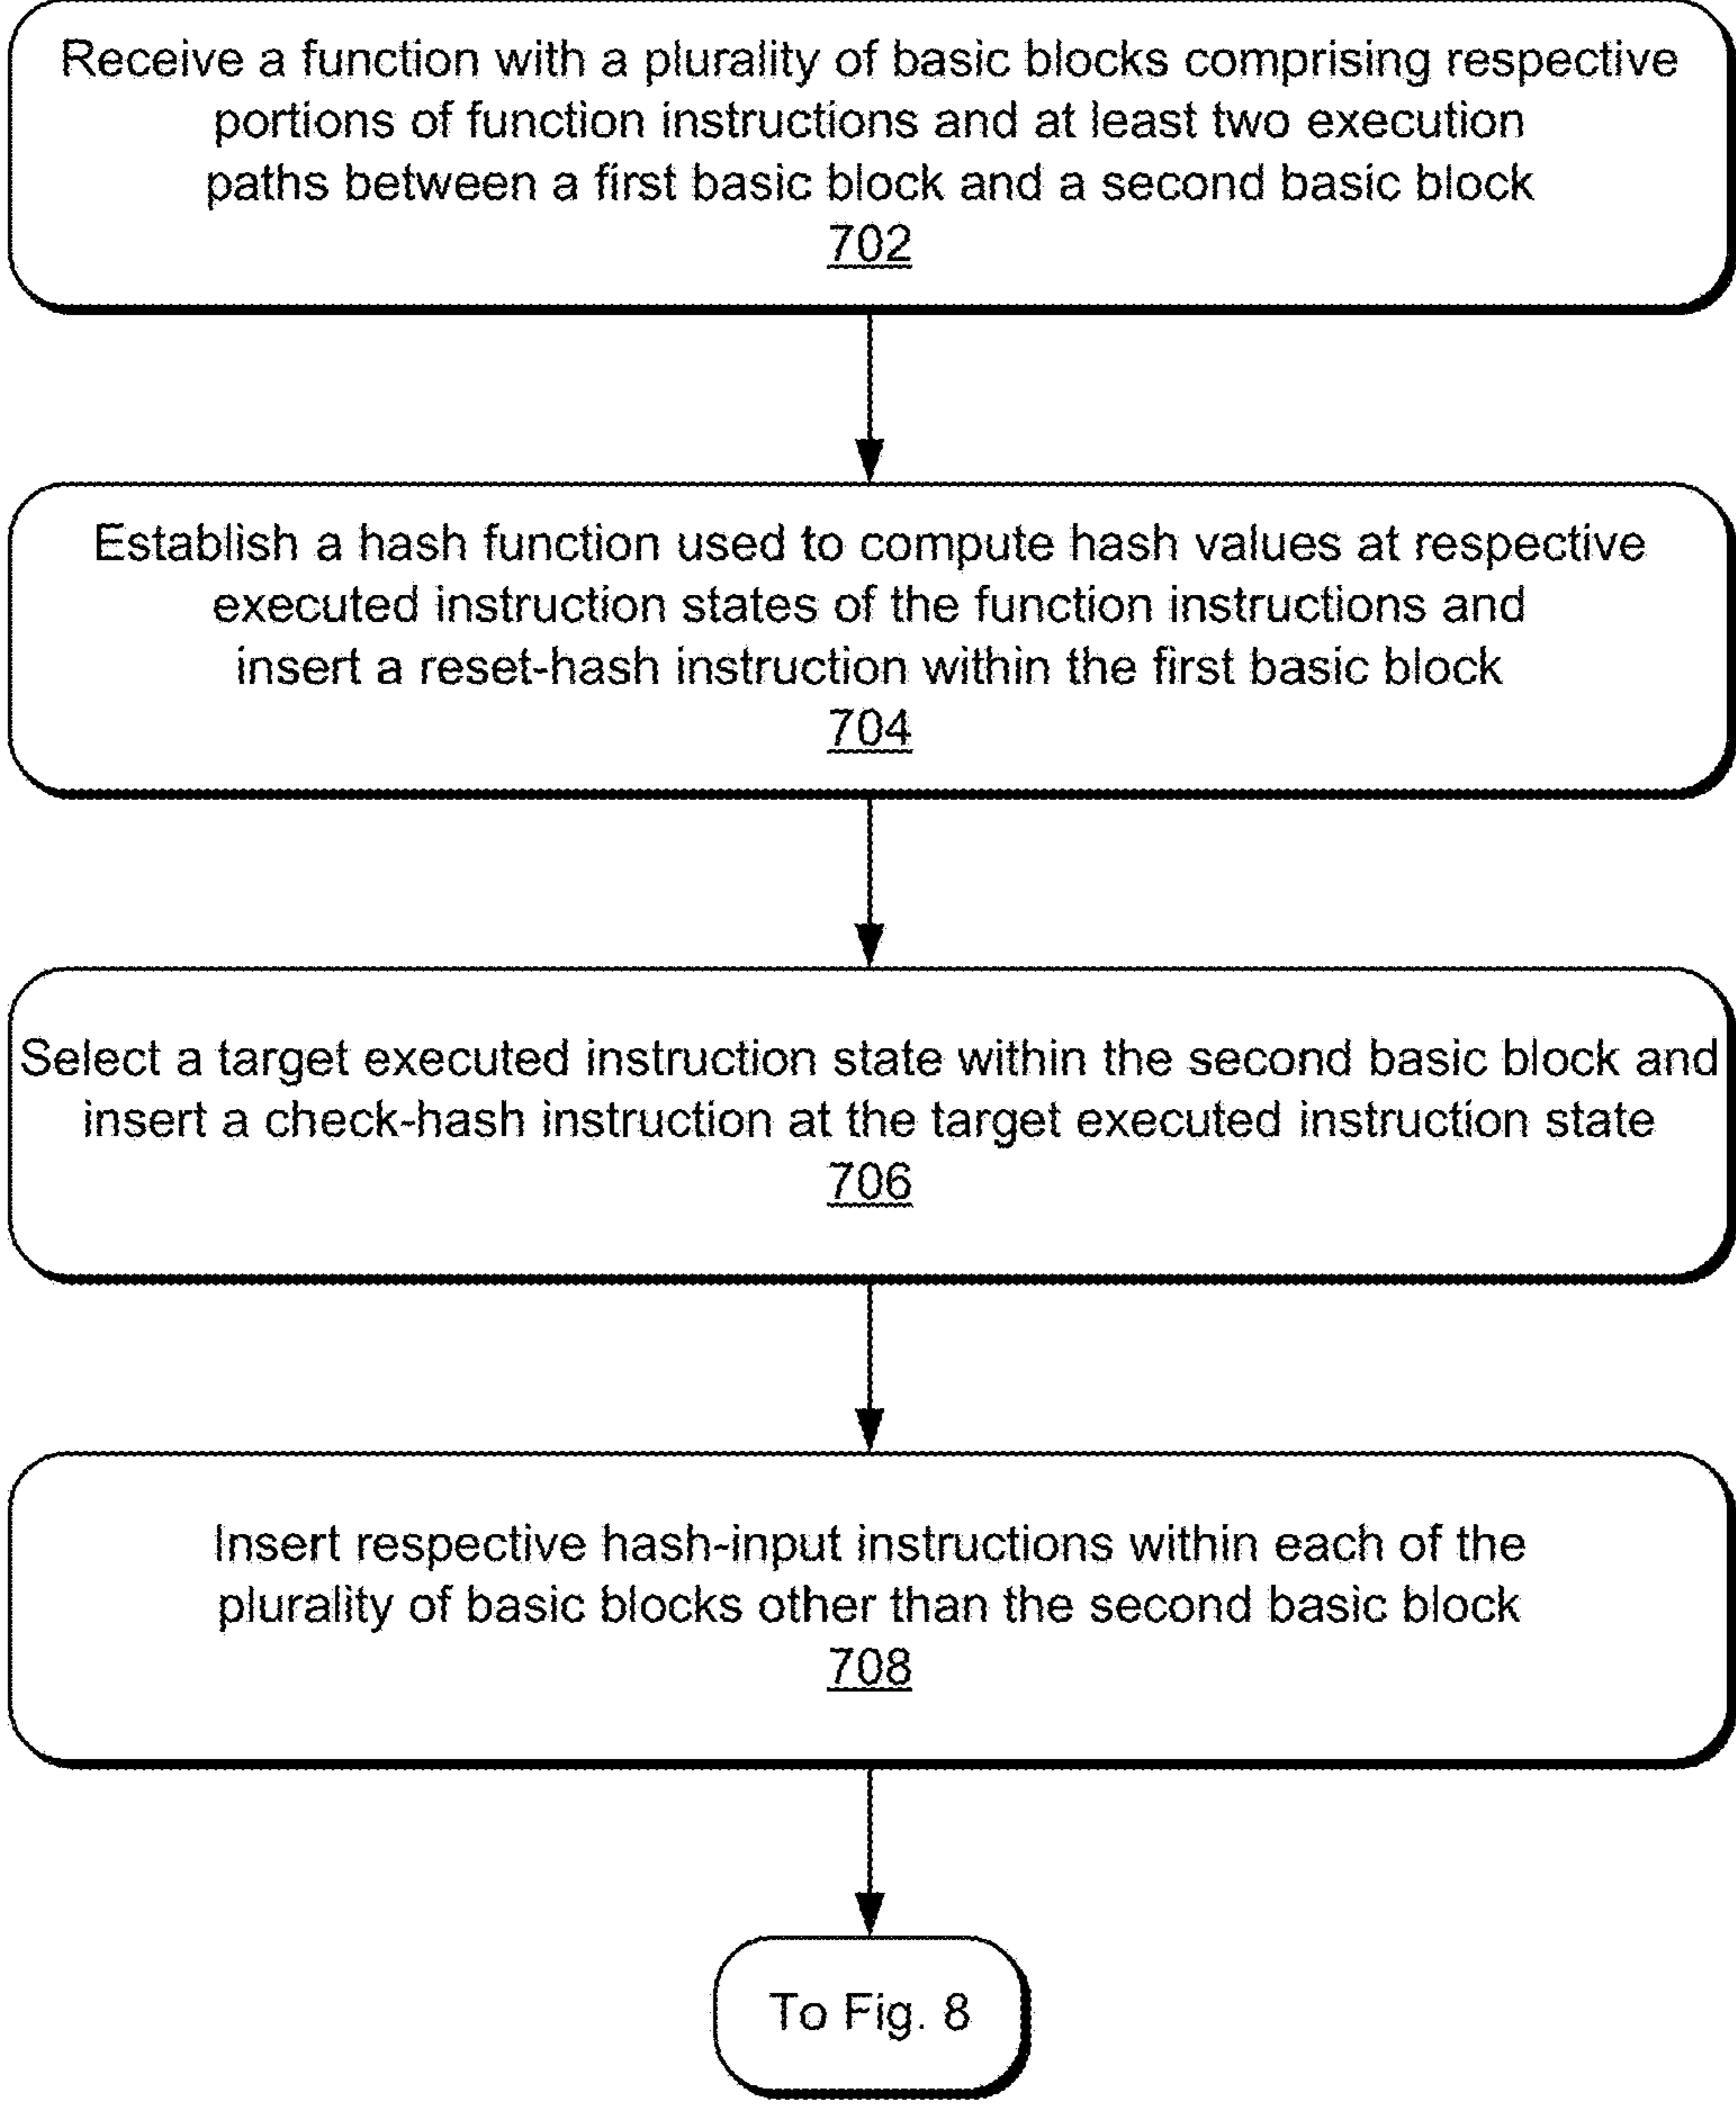 Receive a function with a plurality of basic blocks comprising respective
portions of function instructions and at least two execution
paths between a first basic block and a second basic block
702
Establish a hash function used to compute hash values at respective
executed instruction states of the function instructions and
insert a reset-hash instruction within the first basic block
704
Select a target executed instruction state within the second basic block and
insert a check-hash instruction at the target executed instruction state
706
Insert respective hash-input instructions within each of the
plurality of basic blocks other than the second basic block
708
To Fig. 8